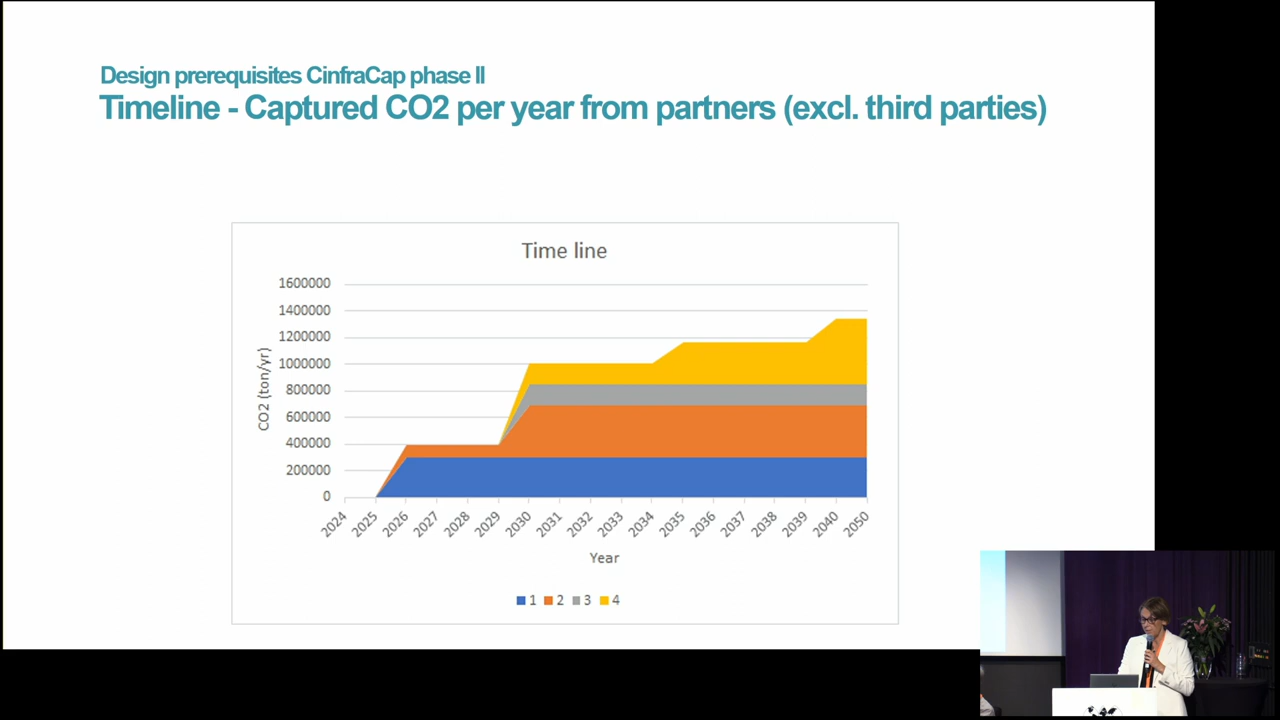 Design prerequisites CinfraCap phase II
Timeline - Captured CO2 per year from partners (excl. third parties)
Time line
1600000
1400000
1200000
1000000
800000
600000
400000
200000
0
CO2 (ton/yr)
2024 2025 2026 2027 2028 2029 2030 2031 2032 2033 2034 2035 2036 2037 2038 2039 2040 2050
Year
1 2 3 4